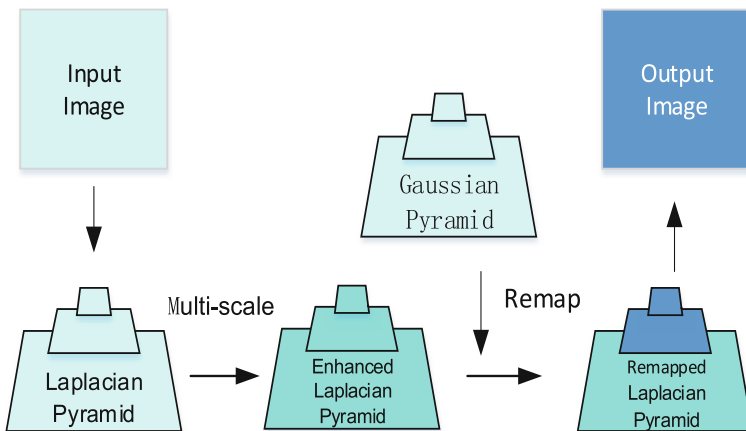 Input
Image
Output
Image
Gaussian
Pyramid
Multi-scale
Remap
Laplacian
Pyramid
Enhanced
Laplacian
Pyramid
Remapped
Laplacian
Pyramid